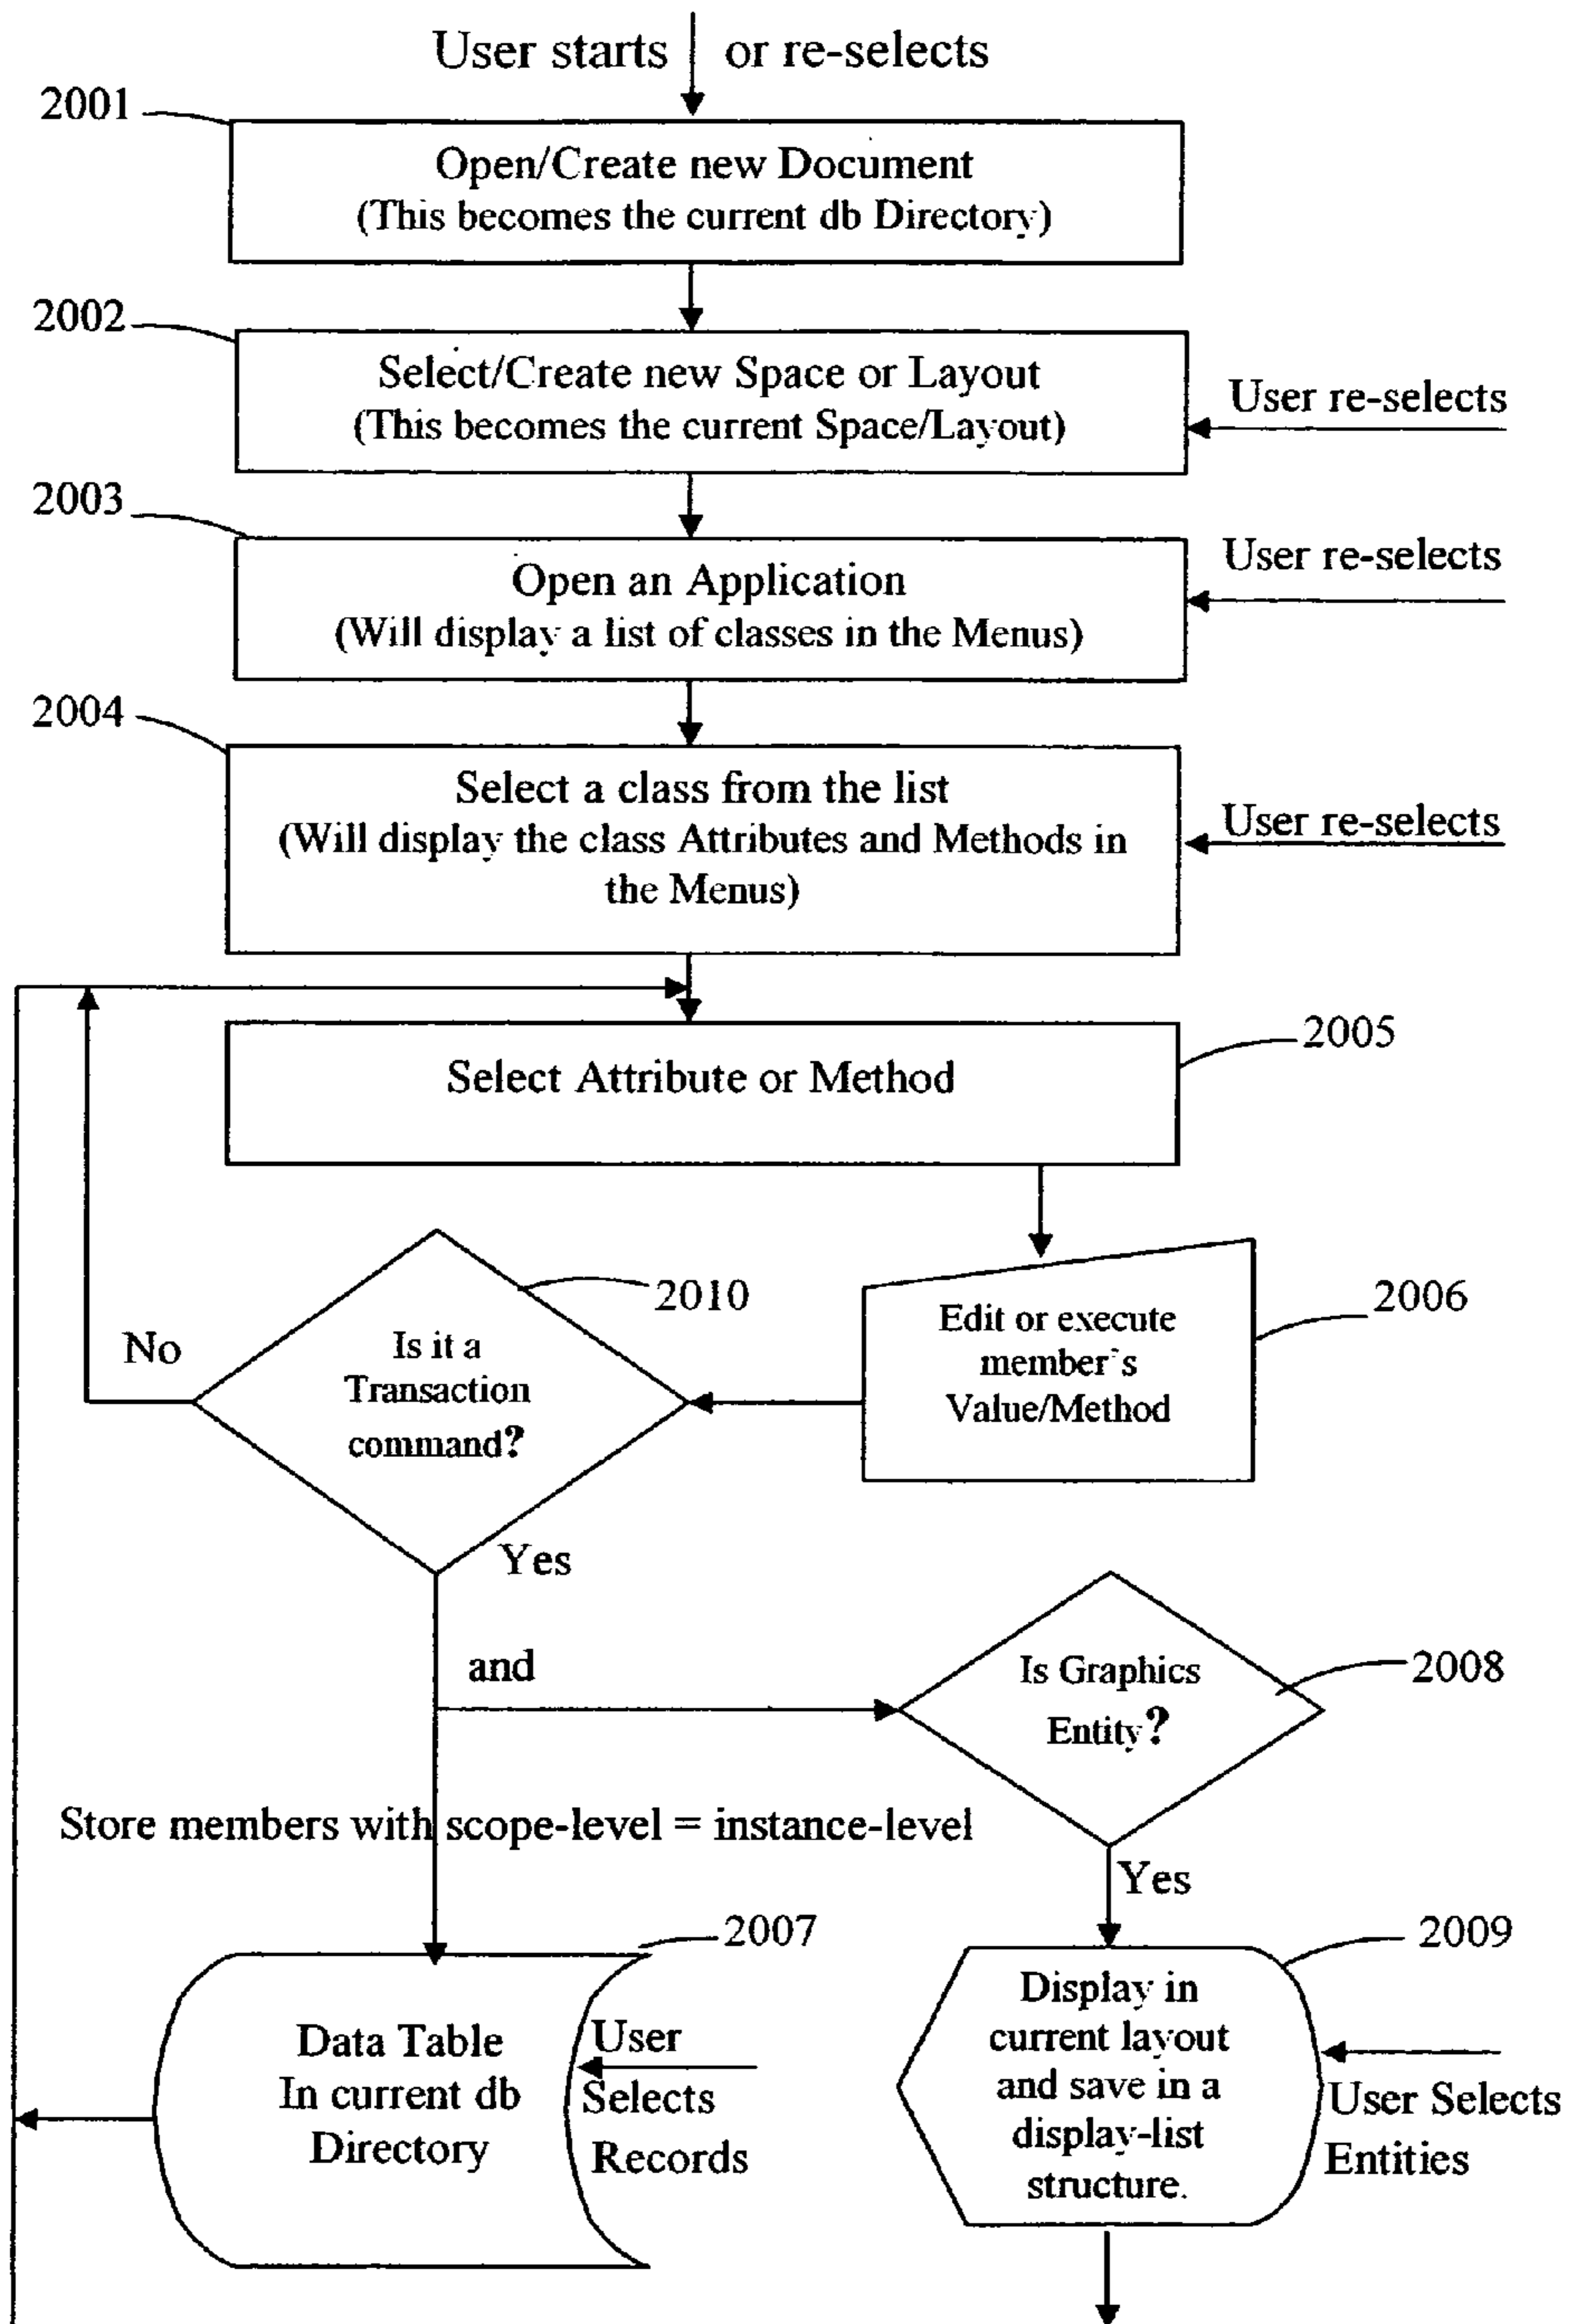 User starts or re-selects
2001
Open/Create new Document
(This becomes the current db Directory)
2002
Select/Create new Space or Layout
(This becomes the current Space/Layout)
User re-selects
2003
Open an Application
(Will display a list of classes in the Menus)
User re-selects
2004
Select a class from the list
(Will display the class Attributes and Methods in
the Menus)
User re-selects
2005
Select Attribute or Method
2010
Is it a
Transaction
command?
No
Yes
2006
Edit or execute
member's
Value/Method
and
2008
Is Graphics
Entity?
Yes
Store members with scope-level = instance-level
2007
Data Table
In current db
Directory
User
Selects
Records
2009
Display in
current layout
and save in a
display-list
structure.
User Selects
Entities